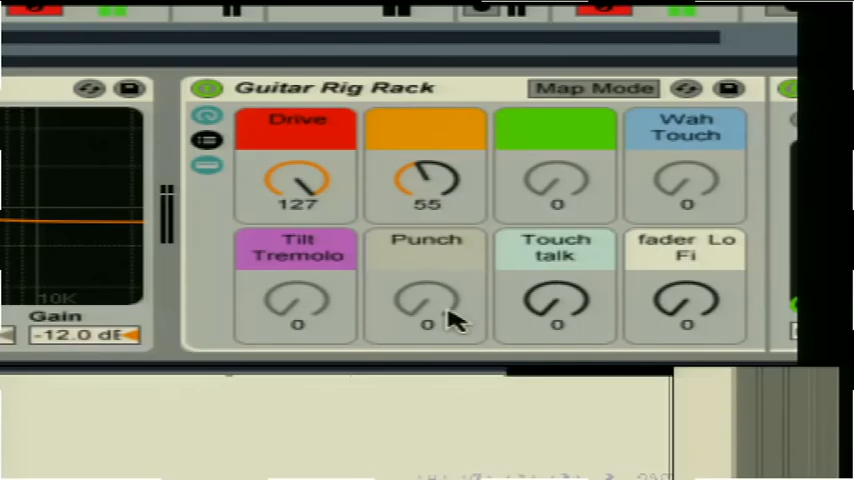 Guitar Rig Rack
Map Mode
Drive
Wah
Touch
127
55
0
0
Tilt
Tremolo
Punch
Touch
talk
fader Lo
Fi
0
0
0
0
10K
Gain
-12.0 dB